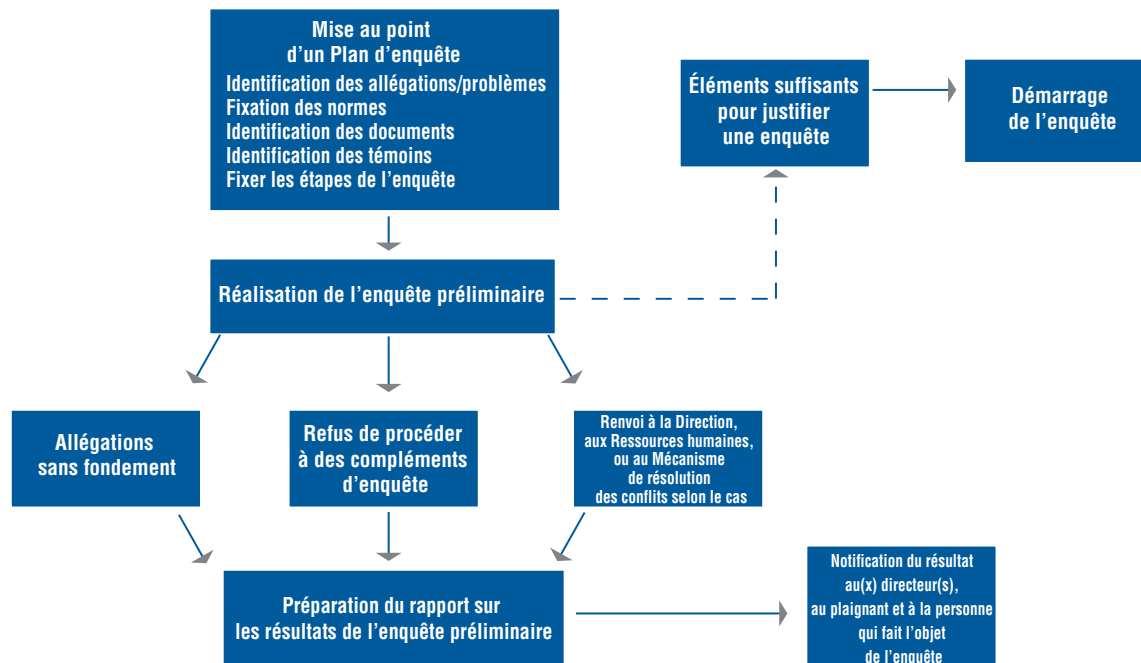 Mise au point
d'un Plan d'enquête
Identification des allégations/problèmes
Fixation des normes
Identification des documents
Identification des témoins
Fixer les étapes de l'enquête
Éléments suffisants
pour justifier
une enquête
Démarrage
de l'enquête
Réalisation de l'enquête préliminaire
Allégations
sans fondement
Refus de procéder
à des compléments
d'enquête
Renvoi à la Direction,
aux Ressources humaines,
ou au Mécanisme
de résolution
des conflits selon le cas
Préparation du rapport sur
les résultats de l'enquête préliminaire
Notification du résultat
au(x) directeur(s),
au plaignant et à la personne
qui fait l'objet
de l'enquête